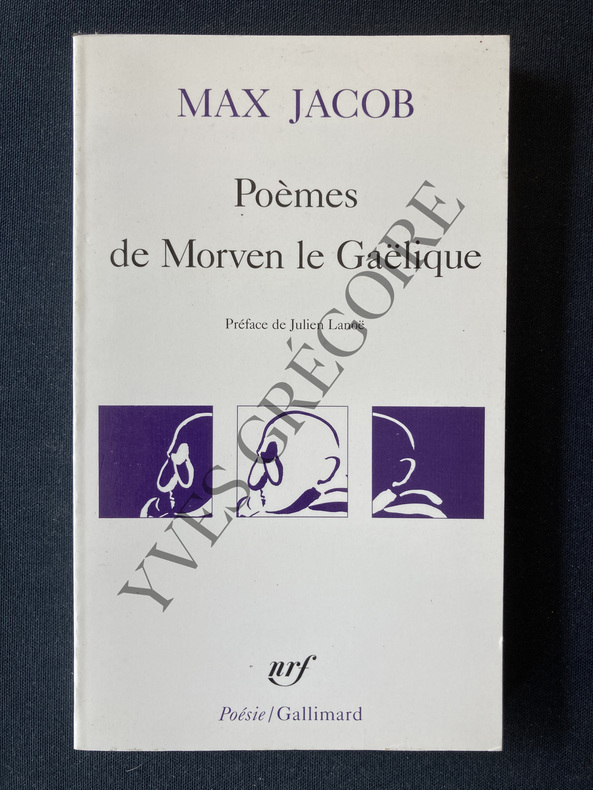 MAX JACOB
Poèmes
de Morven le Gaëlique
Préface de Julien Lanoë
YVES GRÉGOIRE
nrf
Poésie/Gallimard